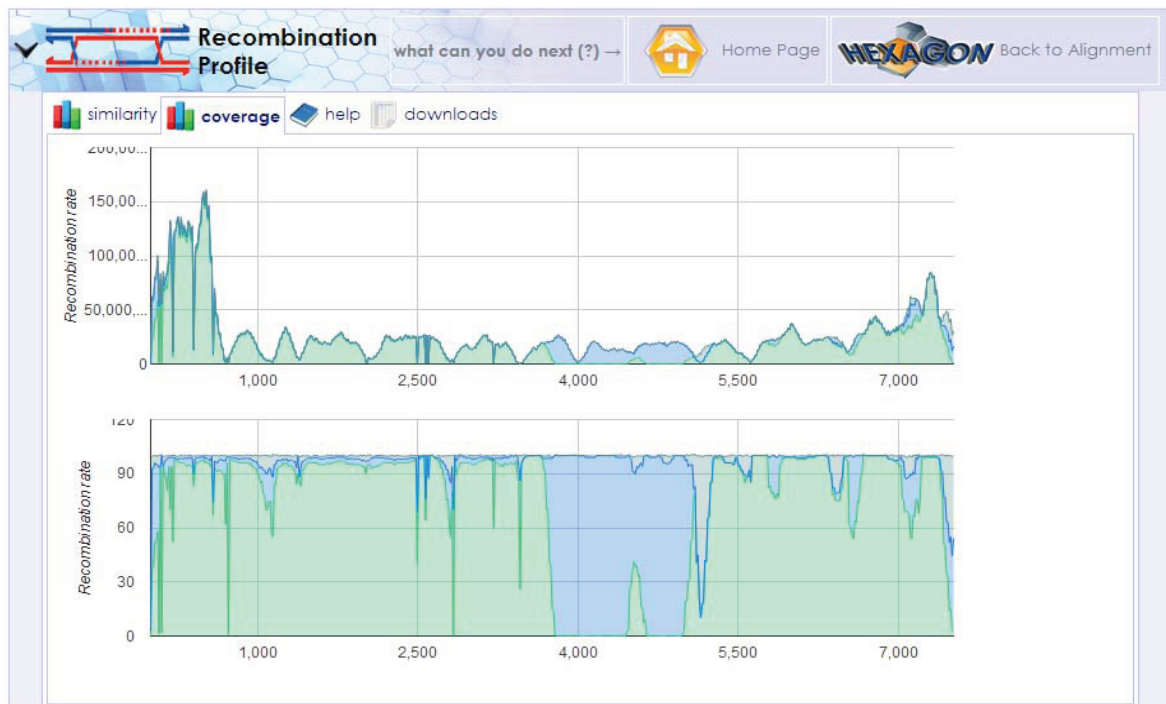 Recombination
Profile
what can you do next (?) →
Home Page
HEXAGON
Back to Alignment
similarity
coverage
help
downloads
200,00...
150,00...
100,00...
50,000,...
0
Recombination rate
1,000
2,500
4,000
5,500
7,000
120
90
60
30
0
Recombination rate
1,000
2,500
4,000
5,500
7,000